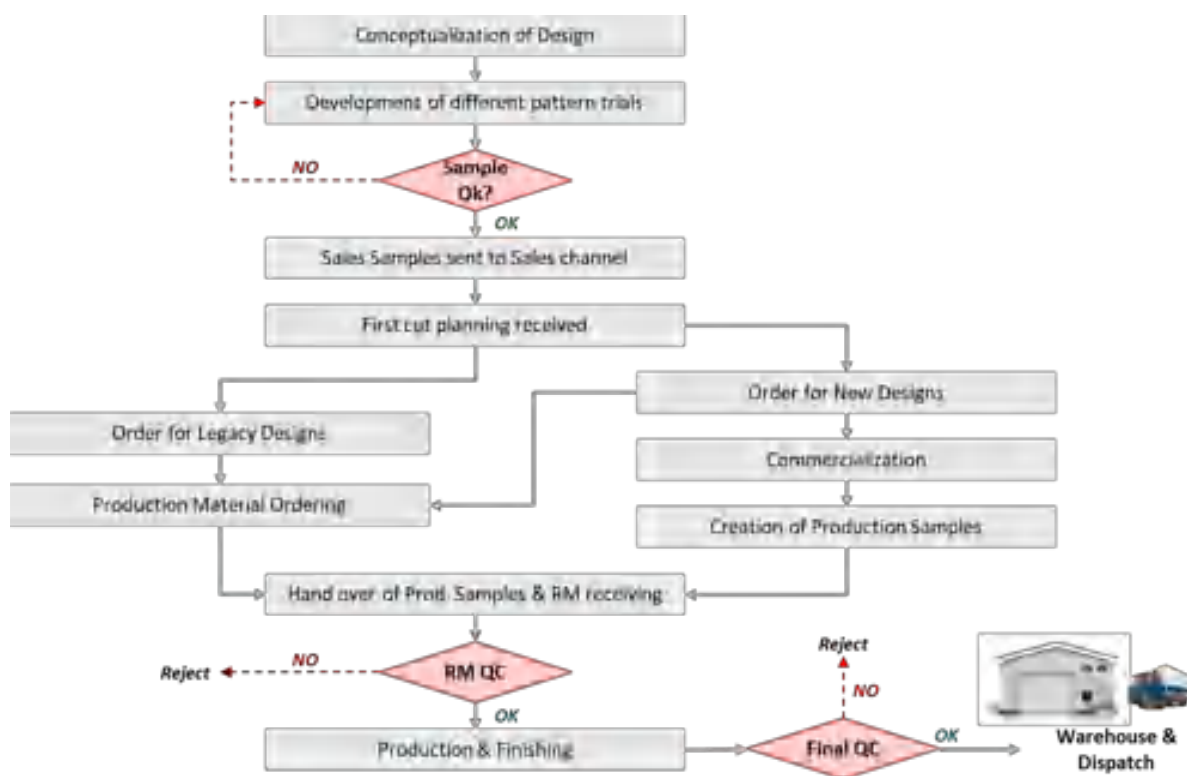 Conceptualization of Design
Development of different pattern trials
NO
Sample
Ok?
OK
Sales Samples sent to Sales channel
First cut planning received
Order for New Designs
Order for Legacy Designs
Commercialization
Production Material Ordering
Creation of Production Samples
Hand over of Prod. Samples & RM receiving
Reject
NO
RM QC
OK
Production & Finishing
Reject
NO
Final QC
OK
Warehouse &
Dispatch